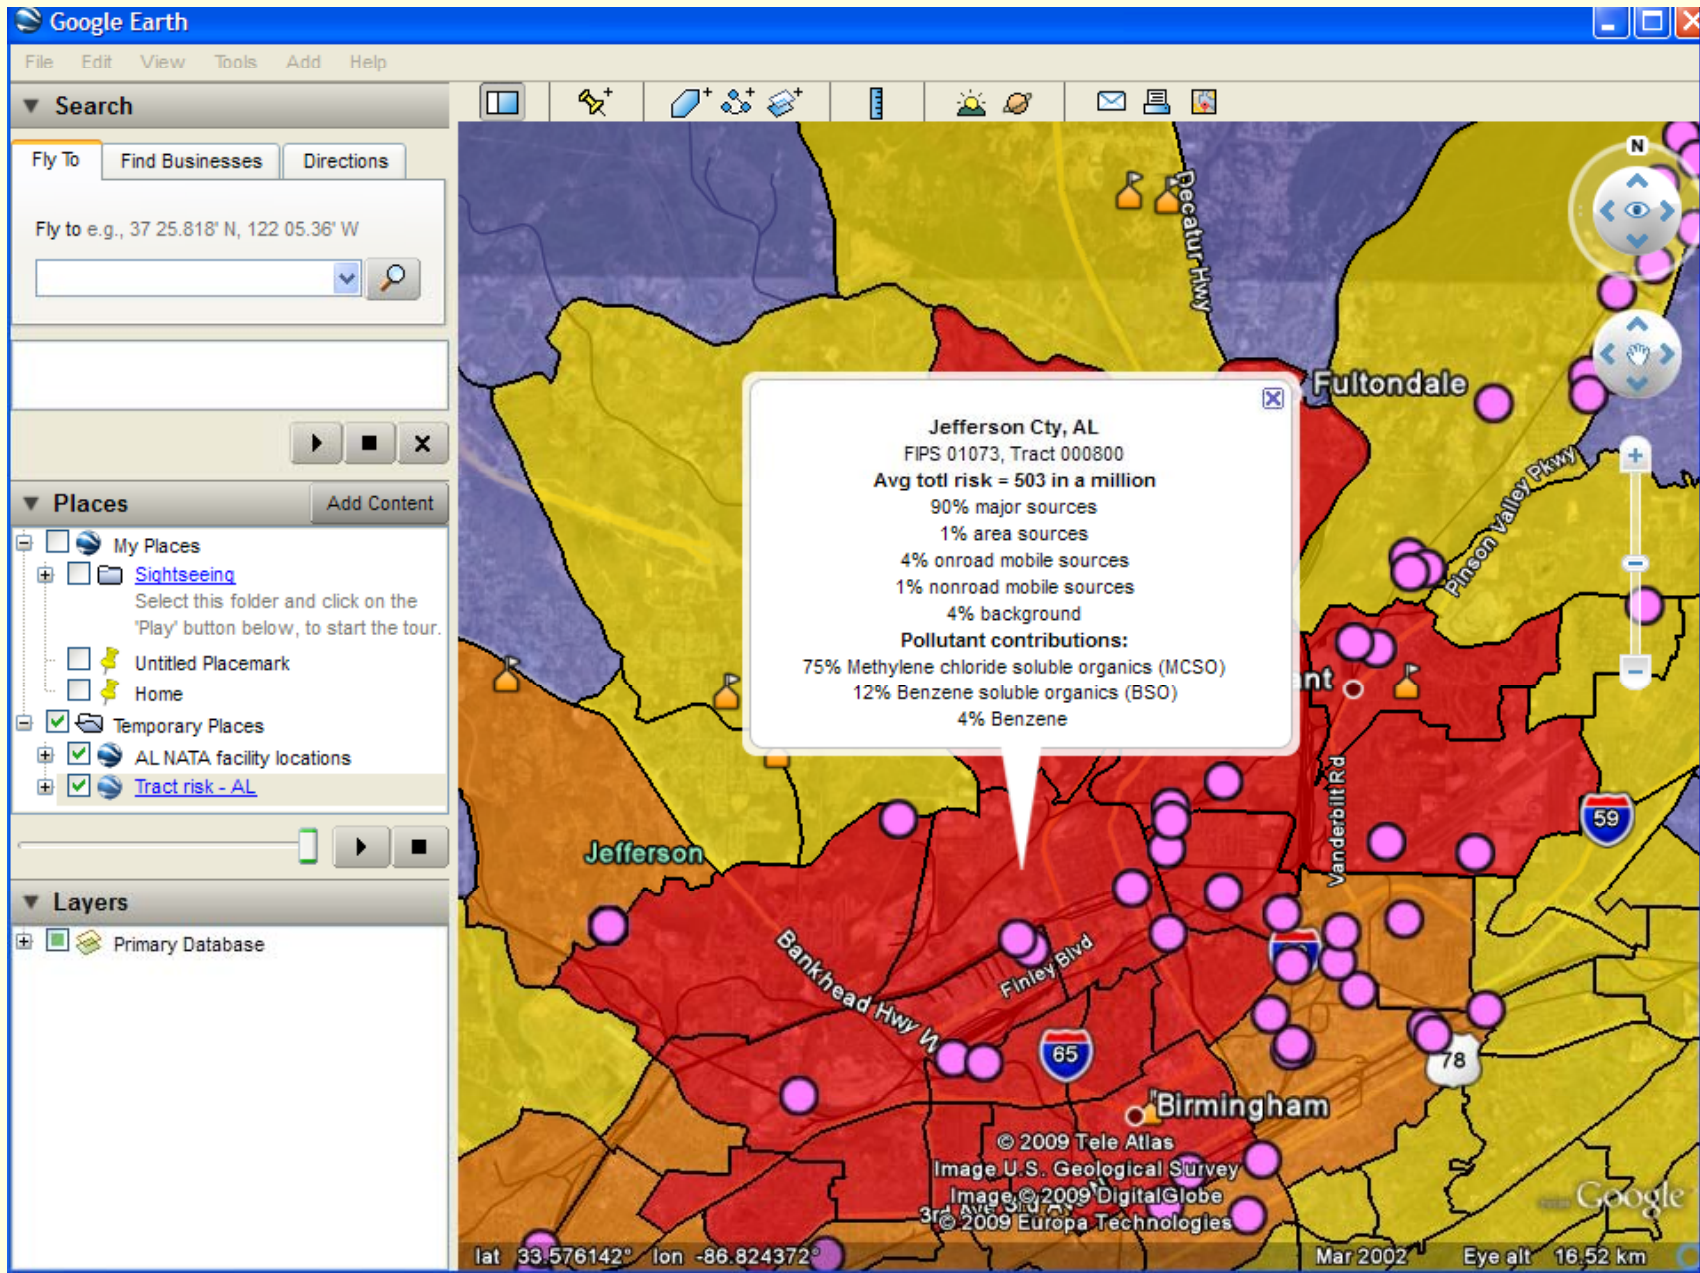 Google Earth
File Edit View Tools Add Help
Search
Fly To Find Businesses Directions
Fly to e.g., 37 25.818' N, 122 05.36' W
Places Add Content
My Places
Sightseeing
Select this folder and click on the
'Play' button below, to start the tour.
Untitled Placemark
Home
Temporary Places
AL NATA facility locations
Tract risk - AL
Layers
Primary Database
N
Decatur Hwy
Fultondale
Pinson Valley Pkwy
Jefferson Cty, AL
FIPS 01073, Tract 000800
Avg totl risk = 503 in a million
90% major sources
1% area sources
4% onroad mobile sources
1% nonroad mobile sources
4% background
Pollutant contributions:
75% Methylene chloride soluble organics (MCSO)
12% Benzene soluble organics (BSO)
4% Benzene
ant
Vanderbilt Rd
59
Jefferson
Bankhead Hwy W
Finley Blvd
65
78
Birmingham
© 2009 Tele Atlas
Image U.S. Geological Survey
Image © 2009 DigitalGlobe
© 2009 Europa Technologies
Google
lat 33.576142° lon -86.824372°
Mar 2002 Eye alt 16.52 km